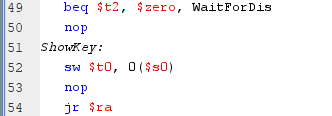 49 beq $t2, $zero, WaitForDis
50 nop
51 ShowKey:
52 sw $t0, 0($s0)
53 nop
54 jr $ra